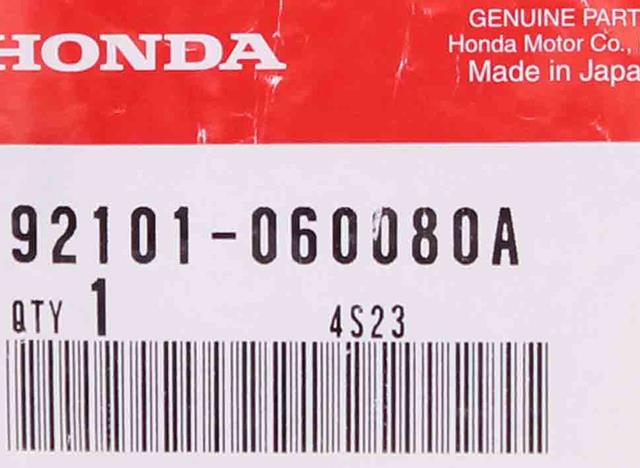 HONDA
GENUINE PART
Honda Motor Co.,
Made in Japa
92101-060080A
QTY 1
4S23